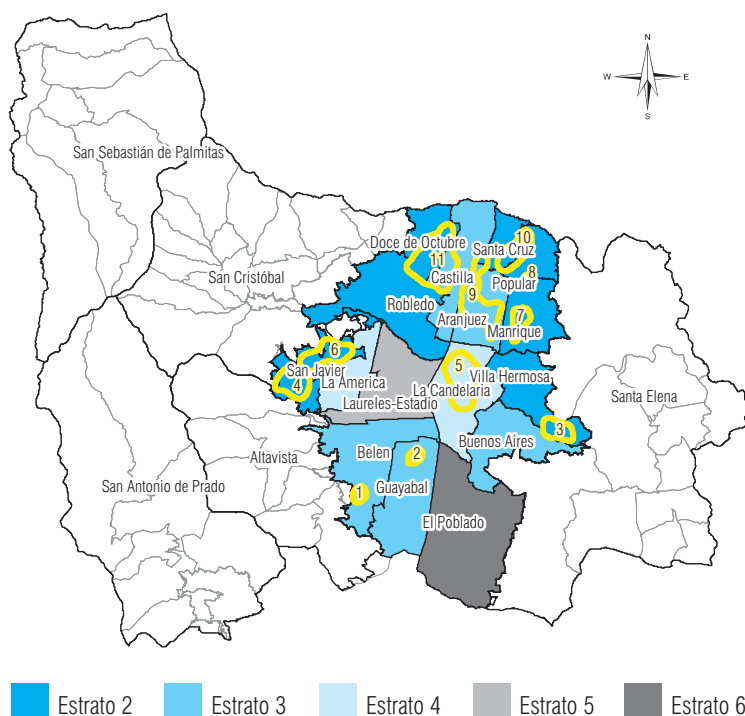 N
W
E
S
San Sebastián de Palmitas
San Cristóbal
Doce de Octubre
11
Castilla
Santa Cruz
10
8
Popular
9
Robledo
Aranjuez
7
Manrique
6
San Javier
4
La America
5
Villa Hermosa
La Candelaria
Laureles-Estadio
Santa Elena
3
Buenos Aires
Altavista
Belen
2
1
Guayabal
San Antonio de Prado
El Poblado
Estrato 2
Estrato 3
Estrato 4
Estrato 5
Estrato 6